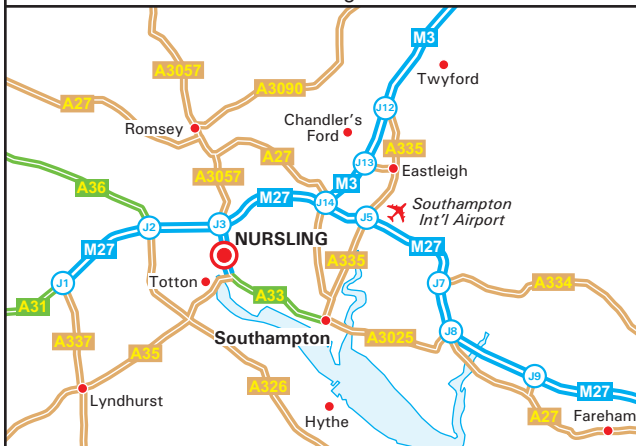 M3
A3057
Twyford
A3090
A27
J12
Romsey
Chandler's
Ford
A335
A27
J13
Eastleigh
A3057
A36
M27
M3
J14
Southampton
Int'l Airport
J2
J3
J5
NURSLING
M27
M27
J1
Totton
A335
J7
A334
A31
A33
A337
Southampton
A3025
J8
A35
J9
M27
Lyndhurst
A326
Hythe
A27
Fareham